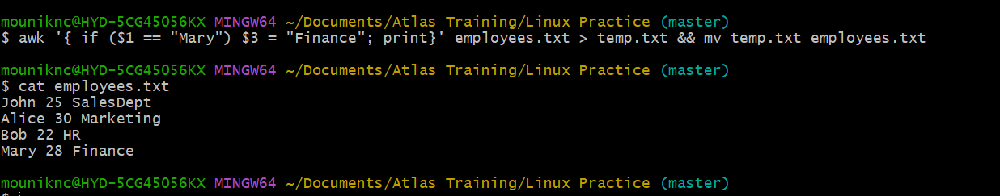 mouniknc@HYD-5CG45056KX MINGW64 ~/Documents/Atlas Training/Linux Practice (master)
$ awk '{ if ($1 == "Mary") $3 = "Finance"; print}' employees.txt > temp.txt && mv temp.txt employees.txt
mouniknc@HYD-5CG45056KX MINGW64 ~/Documents/Atlas Training/Linux Practice (master)
$ cat employees.txt
John 25 SalesDept
Alice 30 Marketing
Bob 22 HR
Mary 28 Finance
mouniknc@HYD-5CG45056KX MINGW64 ~/Documents/Atlas Training/Linux Practice (master)
$